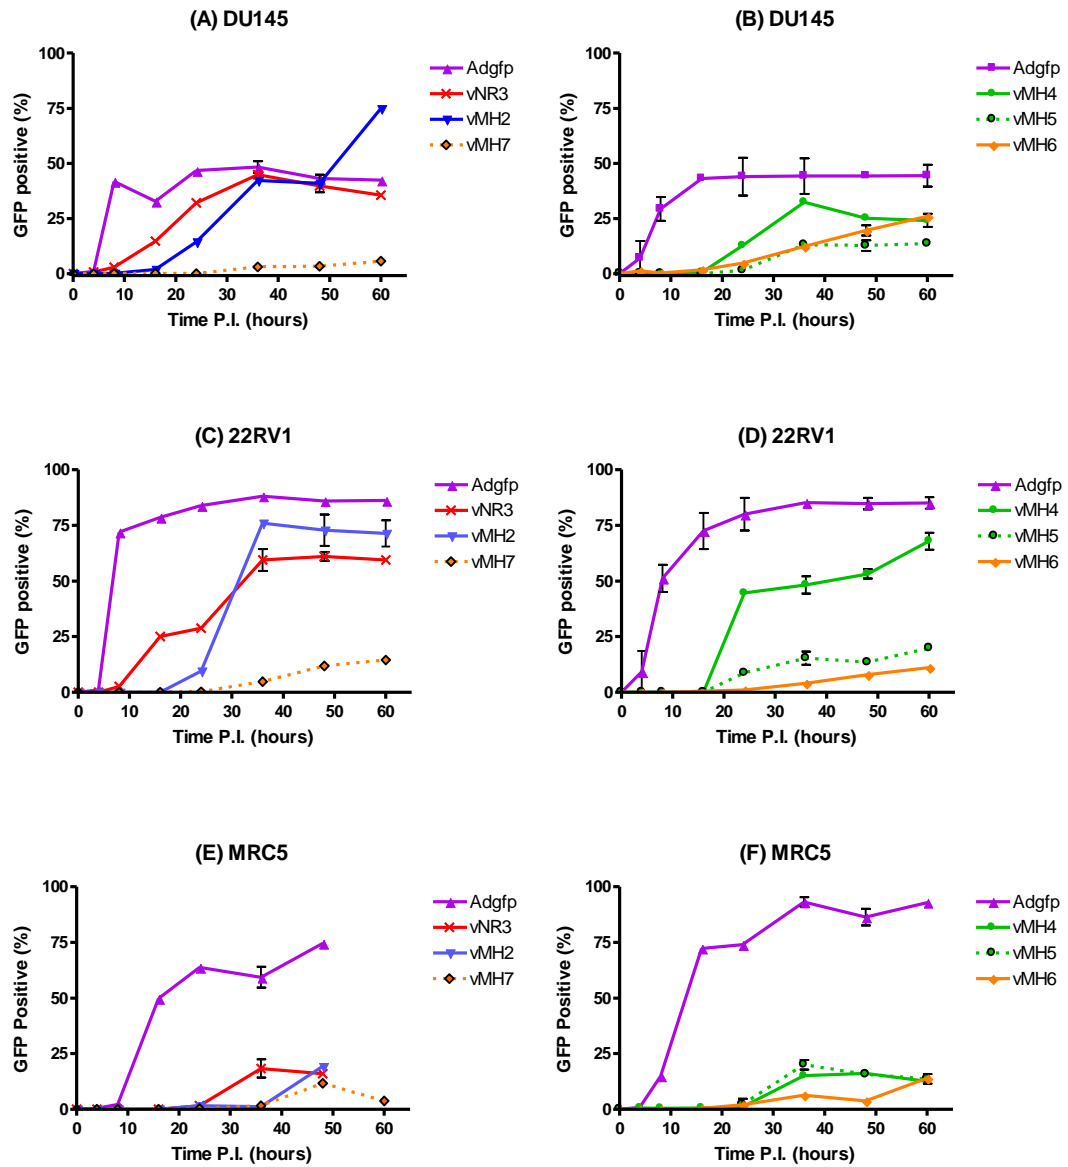 (A) DU145
GFP positive (%)
100
75
50
25
0
0 10 20 30 40 50 60
Time P.I. (hours)
Adgfp
vNR3
vMH2
vMH7
(B) DU145
GFP positive (%)
100
75
50
25
0
0 10 20 30 40 50 60
Time P.I. (hours)
Adgfp
vMH4
vMH5
vMH6
(C) 22RV1
GFP positive (%)
100
75
50
25
0
0 10 20 30 40 50 60
Time P.I. (hours)
Adgfp
vNR3
vMH2
vMH7
(D) 22RV1
GFP positive (%)
100
75
50
25
0
0 10 20 30 40 50 60
Time P.I. (hours)
Adgfp
vMH4
vMH5
vMH6
(E) MRC5
GFP Positive (%)
100
75
50
25
0
0 10 20 30 40 50 60
Time P.I. (hours)
Adgfp
vNR3
vMH2
vMH7
(F) MRC5
GFP Positive (%)
100
75
50
25
0
0 10 20 30 40 50 60
Time P.I. (hours)
Adgfp
vMH4
vMH5
vMH6